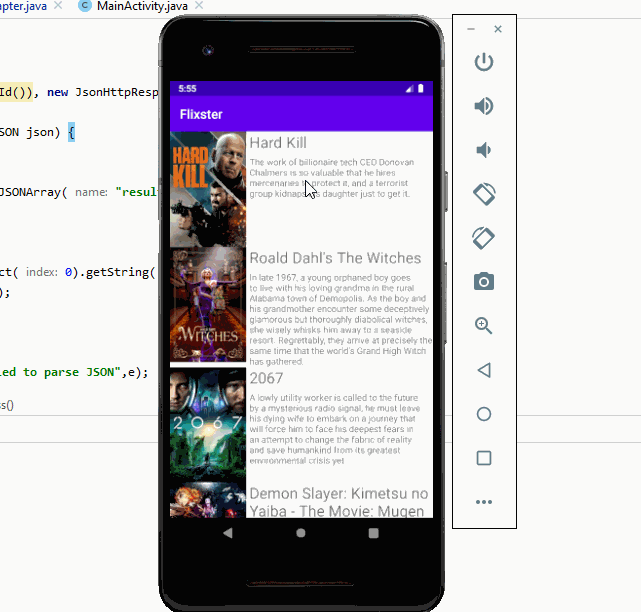 pter.java
MainActivity.java
Id()), new JsonHttpResp
SON json) {
JSONArray( name: "resul
ct( index: 0).getString(
);
led to parse JSON",e);
ss()
5:55
Flixster
HARD
KILL
Hard Kill
The work of billionaire tech CEO Donovan
Chalmers is so valuable that he hires
mercenaries to protect it, and a terrorist
group kidnaps his daughter just to get it.
WITCHES
Roald Dahl's The Witches
In late 1967, a young orphaned boy goes
to live with his loving grandma in the rural
Alabama town of Demopolis. As the boy and
his grandmother encounter some deceptively
glamorous but thoroughly diabolical witches,
she wisely whisks him away to a seaside
resort. Regrettably, they arrive at precisely the
same time that the world's Grand High Witch
has gathered.
2067
2067
A lowly utility worker is called to the future
by a mysterious radio signal, he must leave
his dying wife to embark on a journey that
will force him to face his deepest fears in
an attempt to change the fabric of reality
and save humankind from its greatest
environmental crisis yet.
Demon Slayer: Kimetsu no
Yaiba - The Movie: Mugen